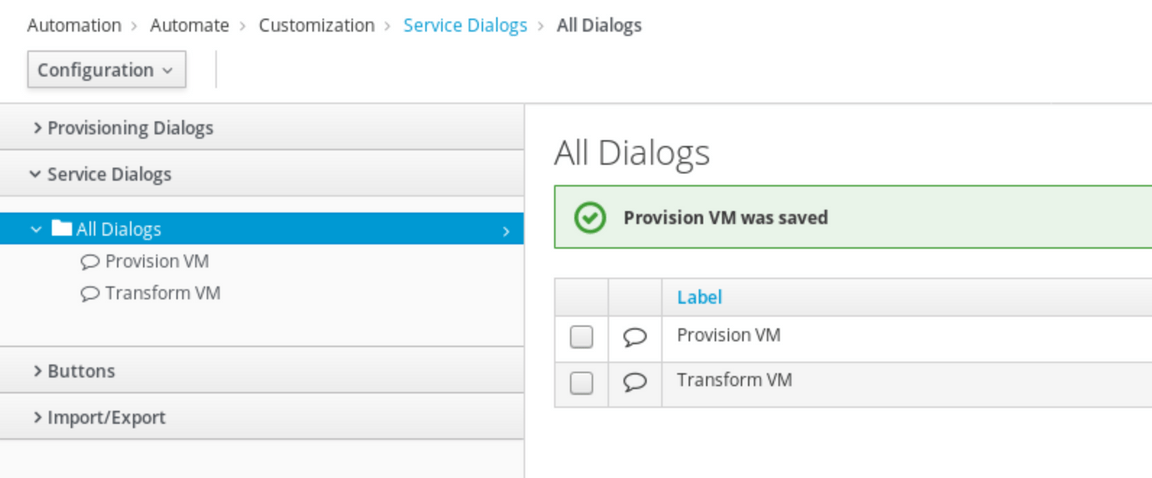 Automation > Automate > Customization > Service Dialogs > All Dialogs
Configuration
Provisioning Dialogs
Service Dialogs
All Dialogs
Provision VM
Transform VM
Buttons
Import/Export
All Dialogs
Provision VM was saved
Label
Provision VM
Transform VM